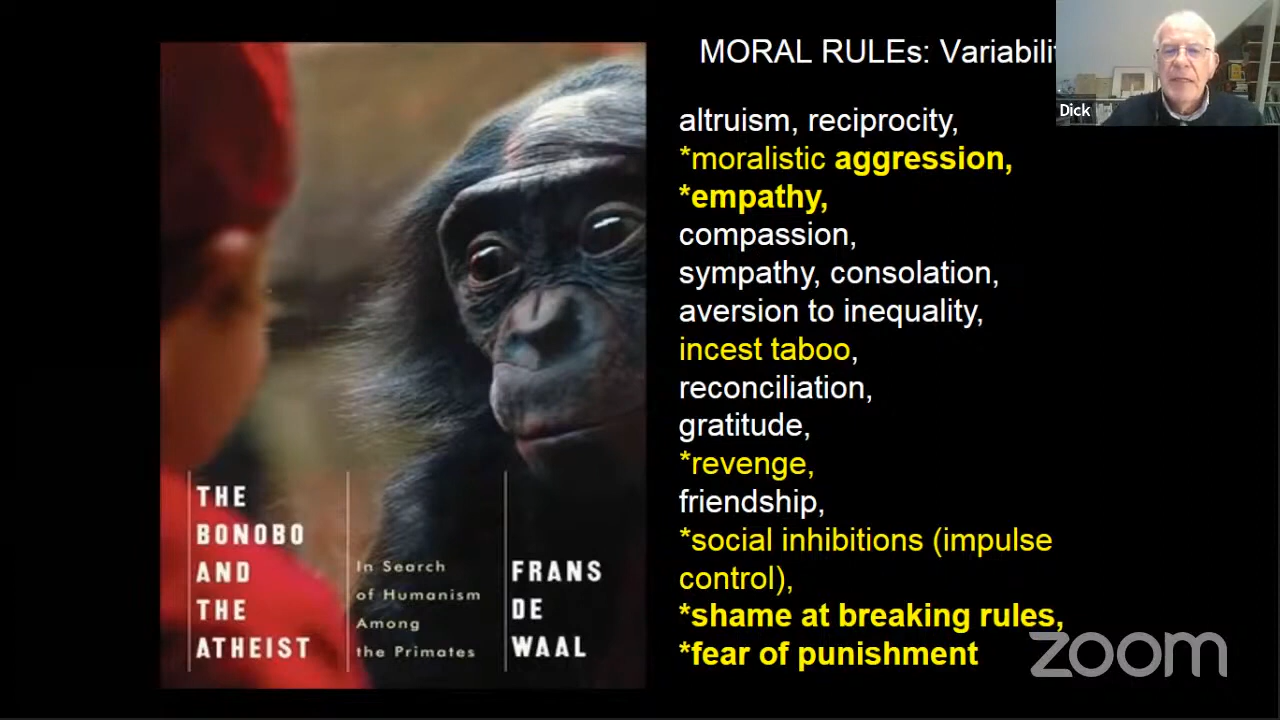 MORAL RULEs: Variabilit
Dick
altruism, reciprocity,
*moralistic aggression,
*empathy,
compassion,
sympathy, consolation,
aversion to inequality,
incest taboo,
reconciliation,
gratitude,
*revenge,
friendship,
*social inhibitions (impulse
control),
*shame at breaking rules,
*fear of punishment
THE
BONOBO
AND
THE
ATHEIST
In Search
of Humanism
Among
the Primates
FRANS
DE
WAAL
zoom